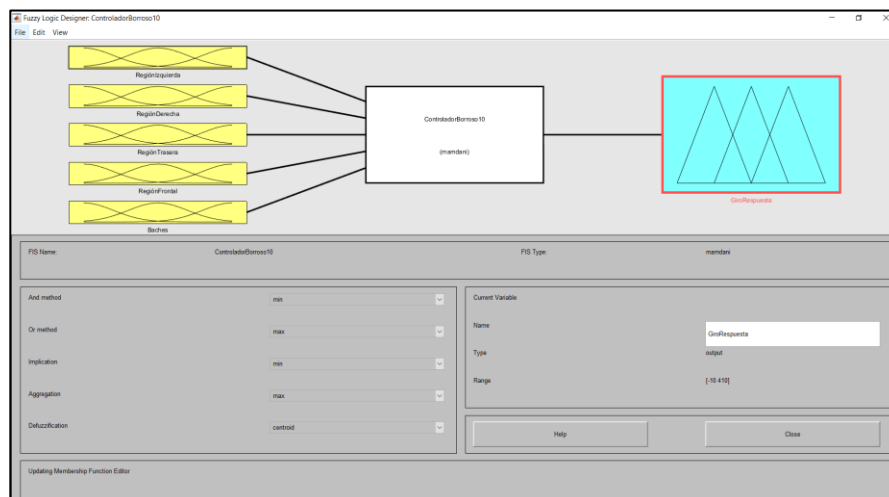 Fuzzy Logic Designer: ControladorBorroso10
File Edit View
RegiónIzquierda
RegiónDerecha
RegiónTrasera
RegiónFrontal
Baches
ControladorBorroso10
(mamdani)
GiroRespuesta
FIS Name: ControladorBorroso10 FIS Type: mamdani
And method min
Or method max
Implication min
Aggregation max
Defuzzification centroid
Current Variable
Name GiroRespuesta
Type output
Range [-10 410]
Help Close
Updating Membership Function Editor